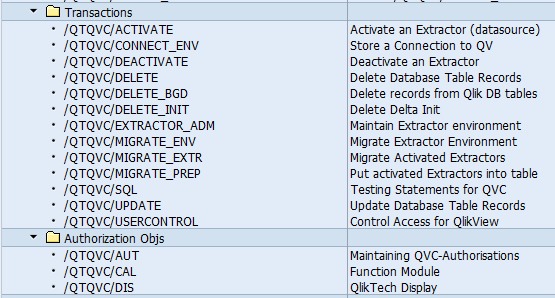 Transactions
/QTQVC/ACTIVATE Activate an Extractor (datasource)
/QTQVC/CONNECT_ENV Store a Connection to QV
/QTQVC/DEACTIVATE Deactivate an Extractor
/QTQVC/DELETE Delete Database Table Records
/QTQVC/DELETE_BGD Delete records from Qlik DB tables
/QTQVC/DELETE_INIT Delete Delta Init
/QTQVC/EXTRACTOR_ADM Maintain Extractor environment
/QTQVC/MIGRATE_ENV Migrate Extractor Environment
/QTQVC/MIGRATE_EXTR Migrate Activated Extractors
/QTQVC/MIGRATE_PREP Put activated Extractors into table
/QTQVC/SQL Testing Statements for QVC
/QTQVC/UPDATE Update Database Table Records
/QTQVC/USERCONTROL Control Access for QlikView
Authorization Objs
/QTQVC/AUT Maintaining QVC-Authorisations
/QTQVC/CAL Function Module
/QTQVC/DIS QlikTech Display